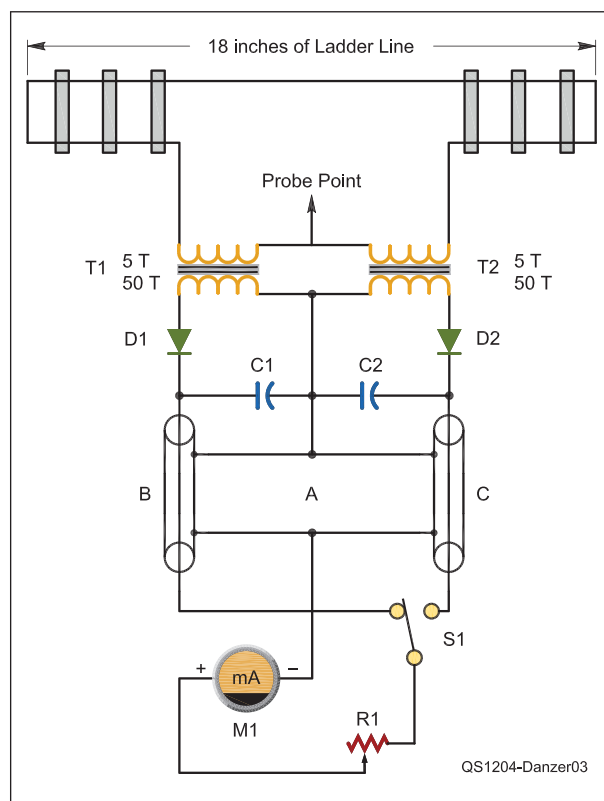 18 inches of Ladder Line
Probe Point
T1
5 T
50 T
T2
5 T
50 T
D1
D2
C1
C2
B
A
C
S1
+
–
mA
M1
R1
QS1204-Danzer03